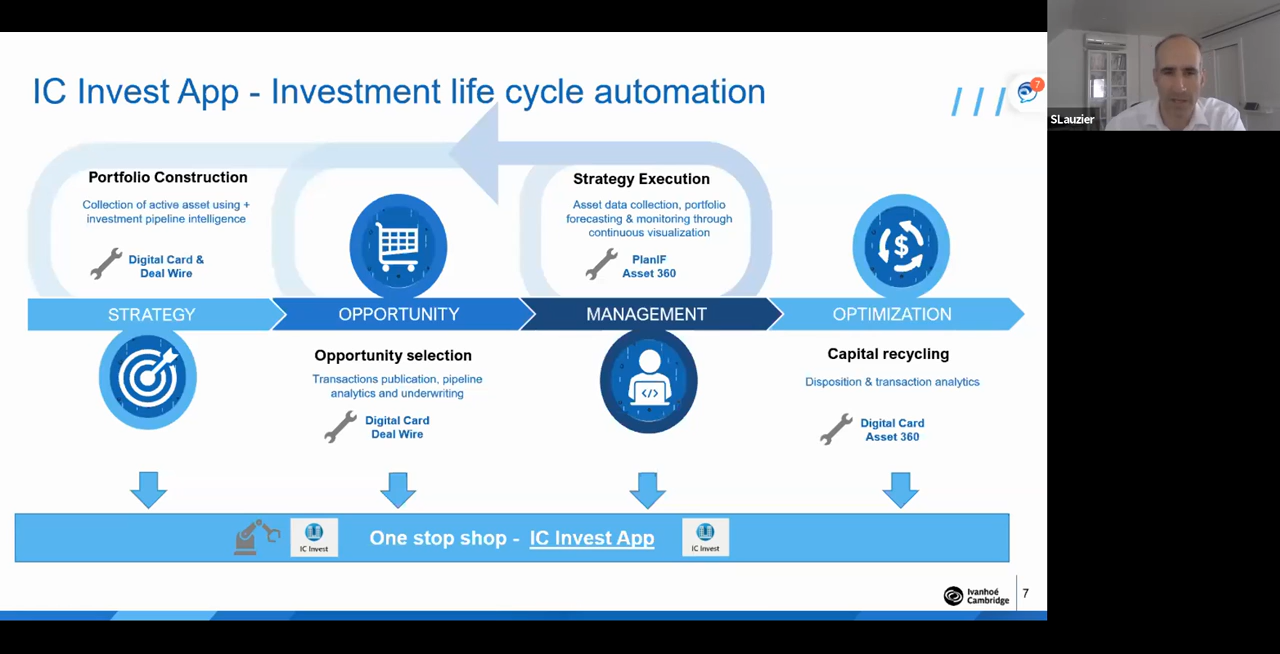 IC Invest App - Investment life cycle automation
7
SLauzier
Portfolio Construction
Collection of active asset using +
investment pipeline intelligence
Digital Card &
Deal Wire
Strategy Execution
Asset data collection, portfolio
forecasting & monitoring through
continuous visualization
PlanIF
Asset 360
STRATEGY
OPPORTUNITY
MANAGEMENT
OPTIMIZATION
Opportunity selection
Transactions publication, pipeline
analytics and underwriting
Digital Card
Deal Wire
</>
Capital recycling
Disposition & transaction analytics
Digital Card
Asset 360
IC Invest
One stop shop - IC Invest App
IC Invest
Ivanhoé
Cambridge
7